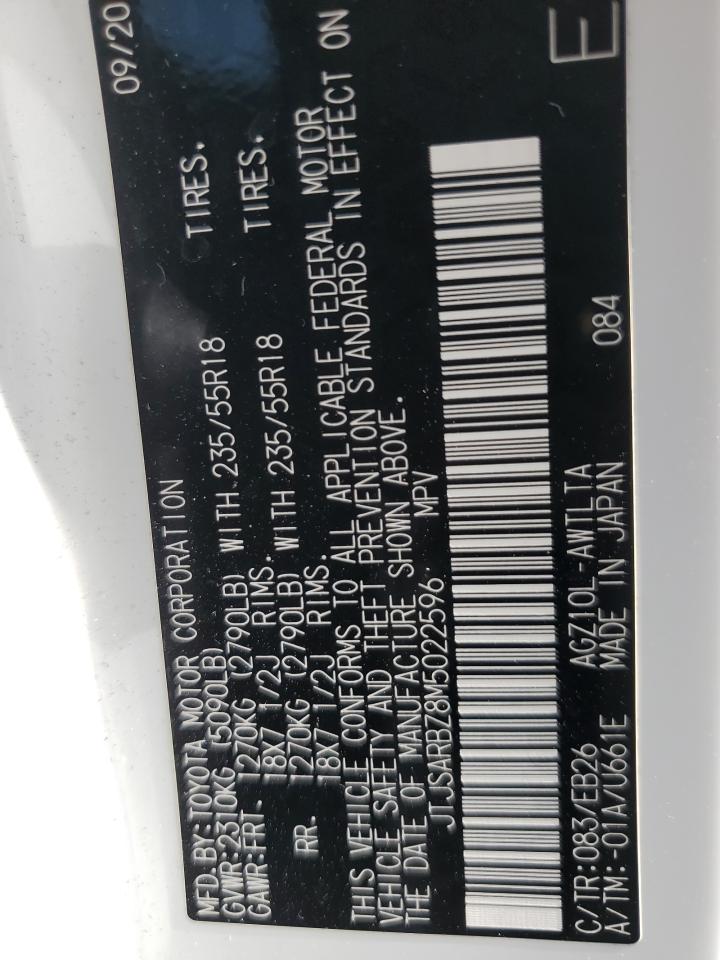 MFD.BY:TOYOTA MOTOR CORPORATION 09/20
GVWR:2310KG (5090LB)
GAWR:FRT. 1270KG (2790LB) WITH 235/55R18 TIRES.
18X7 1/2J RIMS.
RR. 1270KG (2790LB) WITH 235/55R18 TIRES.
18X7 1/2J RIMS.
THIS VEHICLE CONFORMS TO ALL APPLICABLE FEDERAL MOTOR
VEHICLE SAFETY AND THEFT PREVENTION STANDARDS IN EFFECT ON
THE DATE OF MANUFACTURE SHOWN ABOVE.
JTJSARBZ8M5022596 MPV
C/TR:083/EB26 AGZ10L-AWTLTA 084
A/TM:-01A/U661E MADE IN JAPAN
E